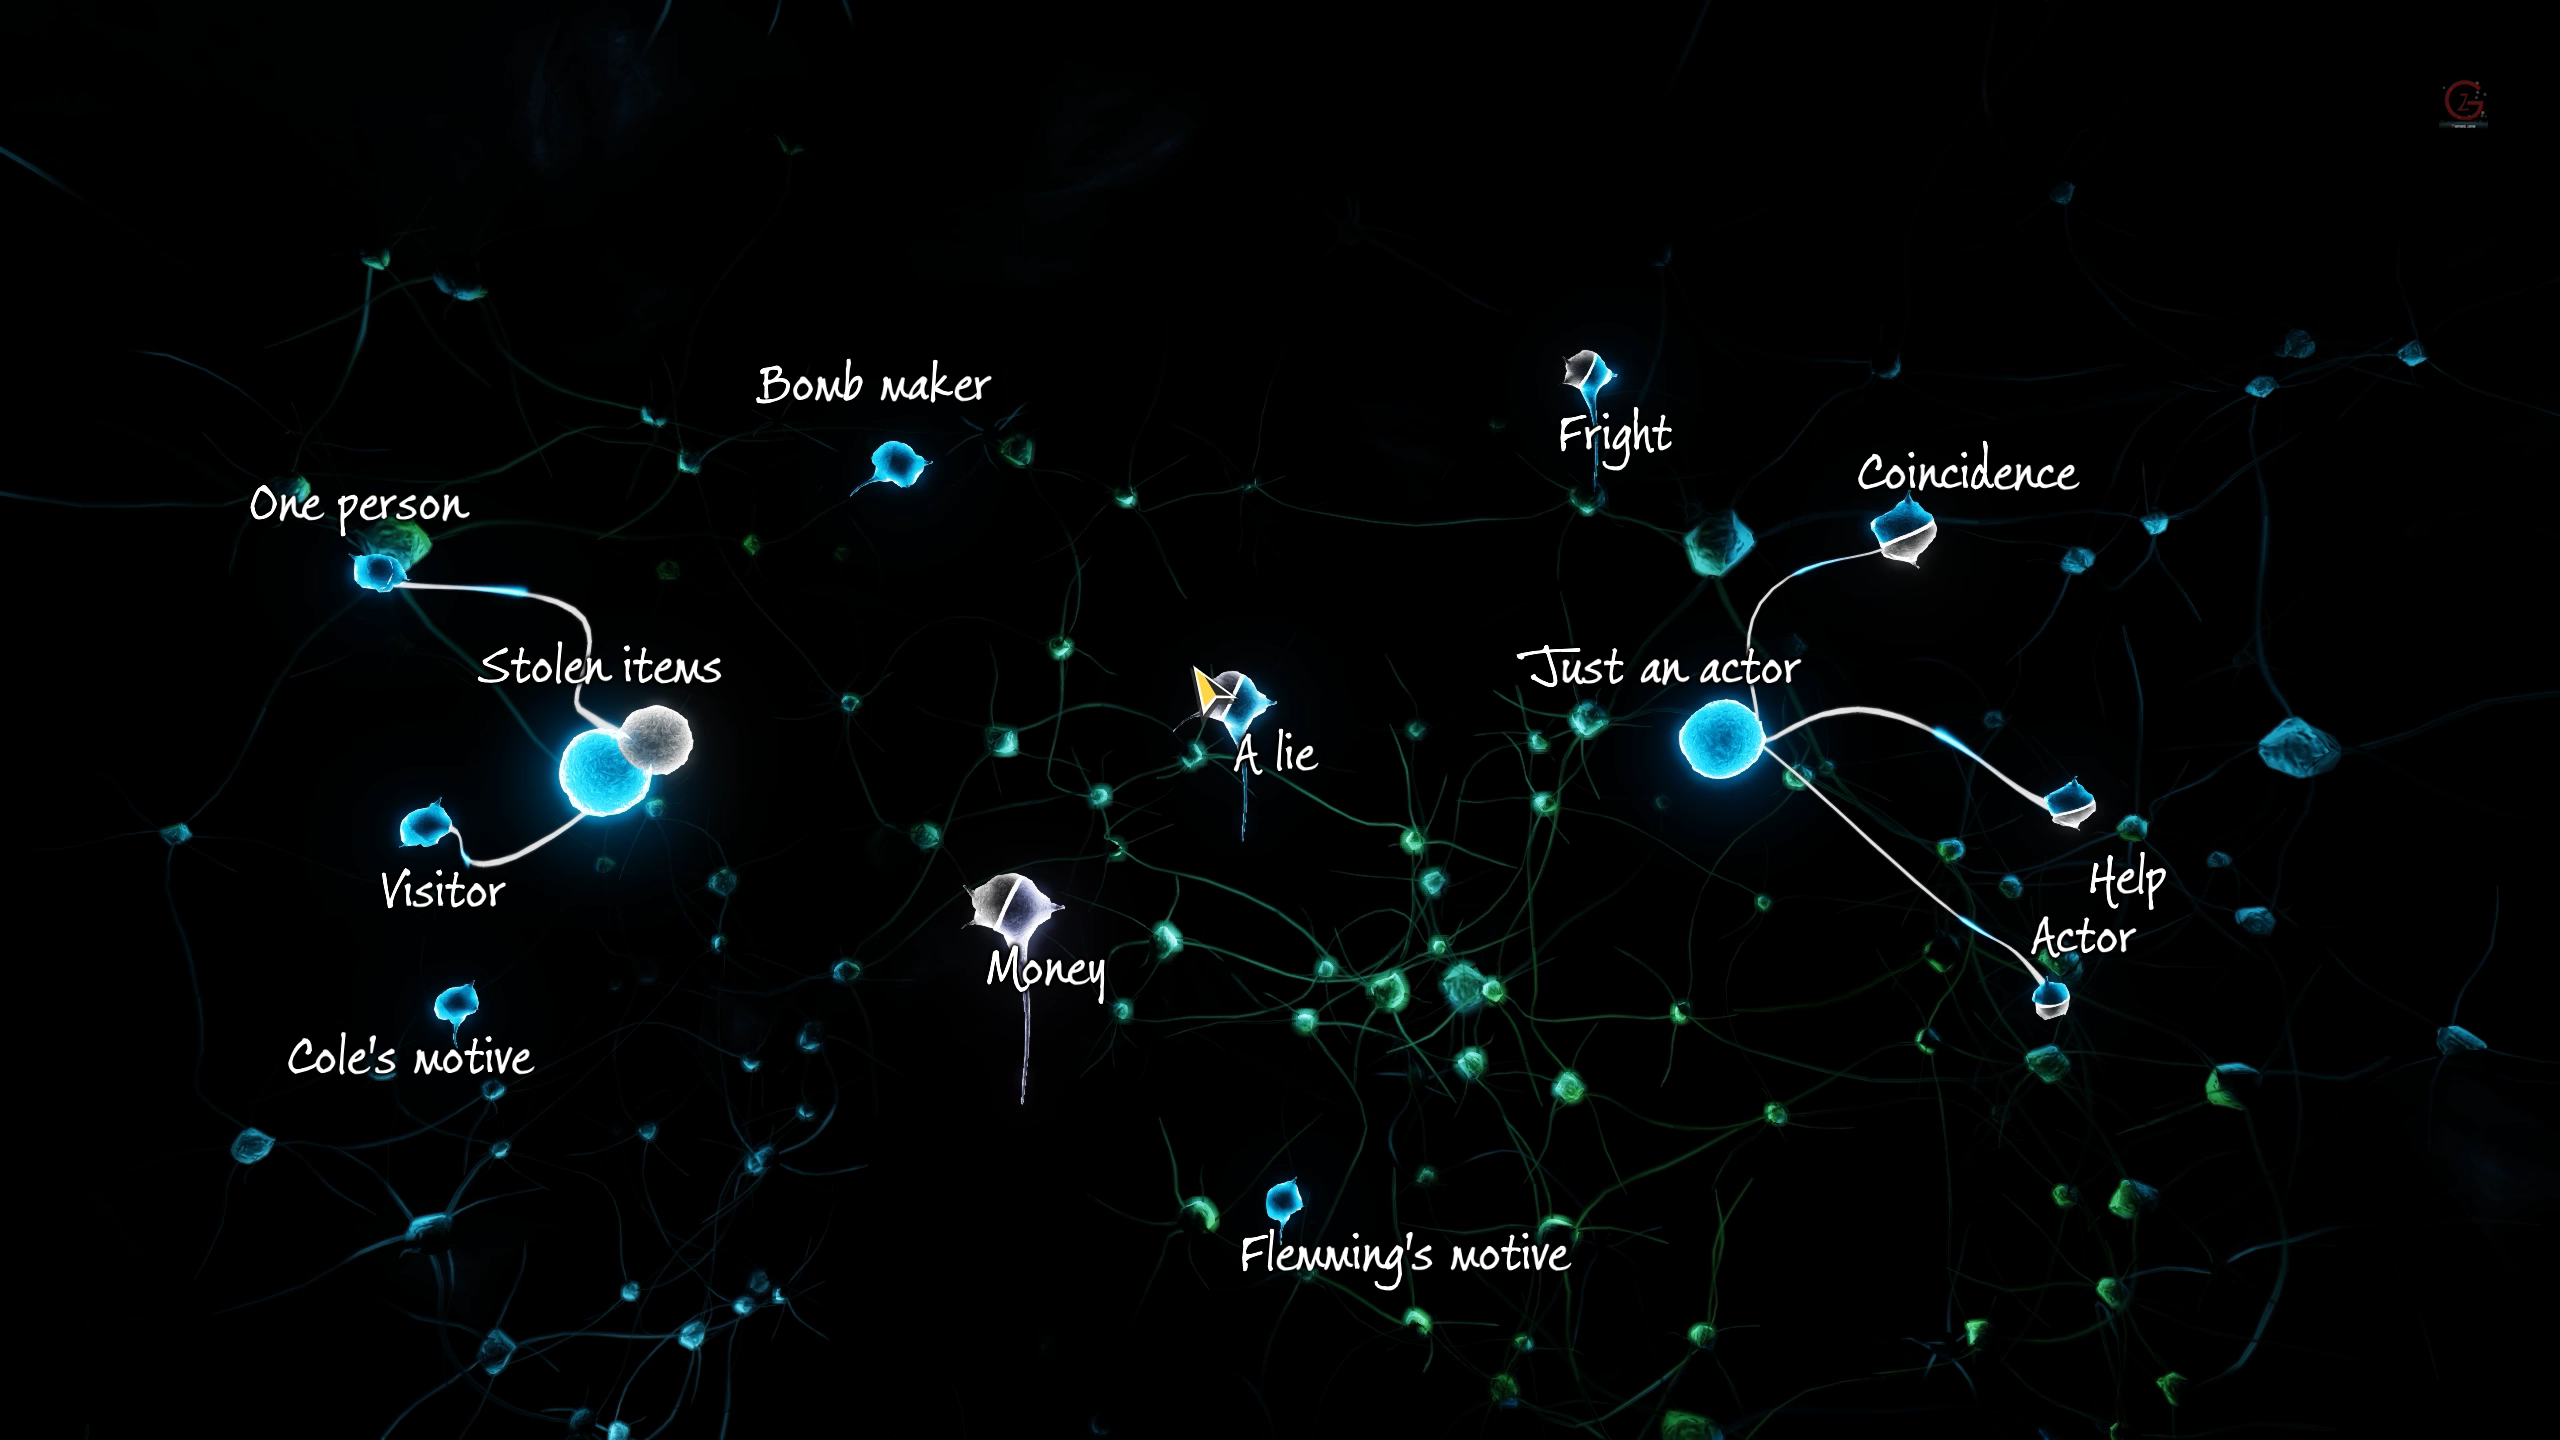 Bomb maker
Fright
Coincidence
One person
Stolen items
Just an actor
A lie
Help
Visitor
Actor
Money
Cole's motive
Flemming's motive